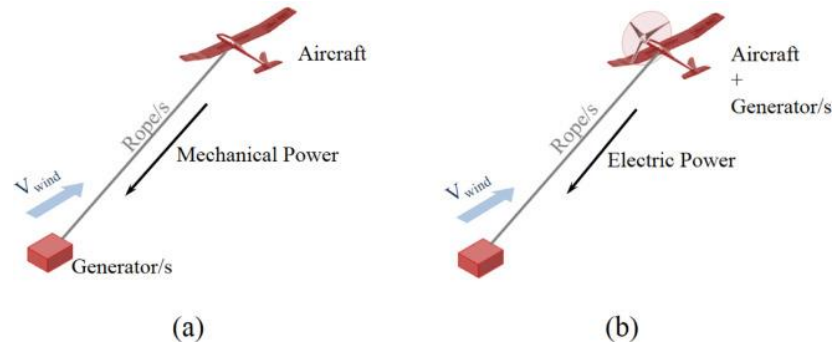 Aircraft
Rope/s
Mechanical Power
V wind
Generator/s
(a)
Aircraft
+
Generator/s
Rope/s
Electric Power
V wind
(b)